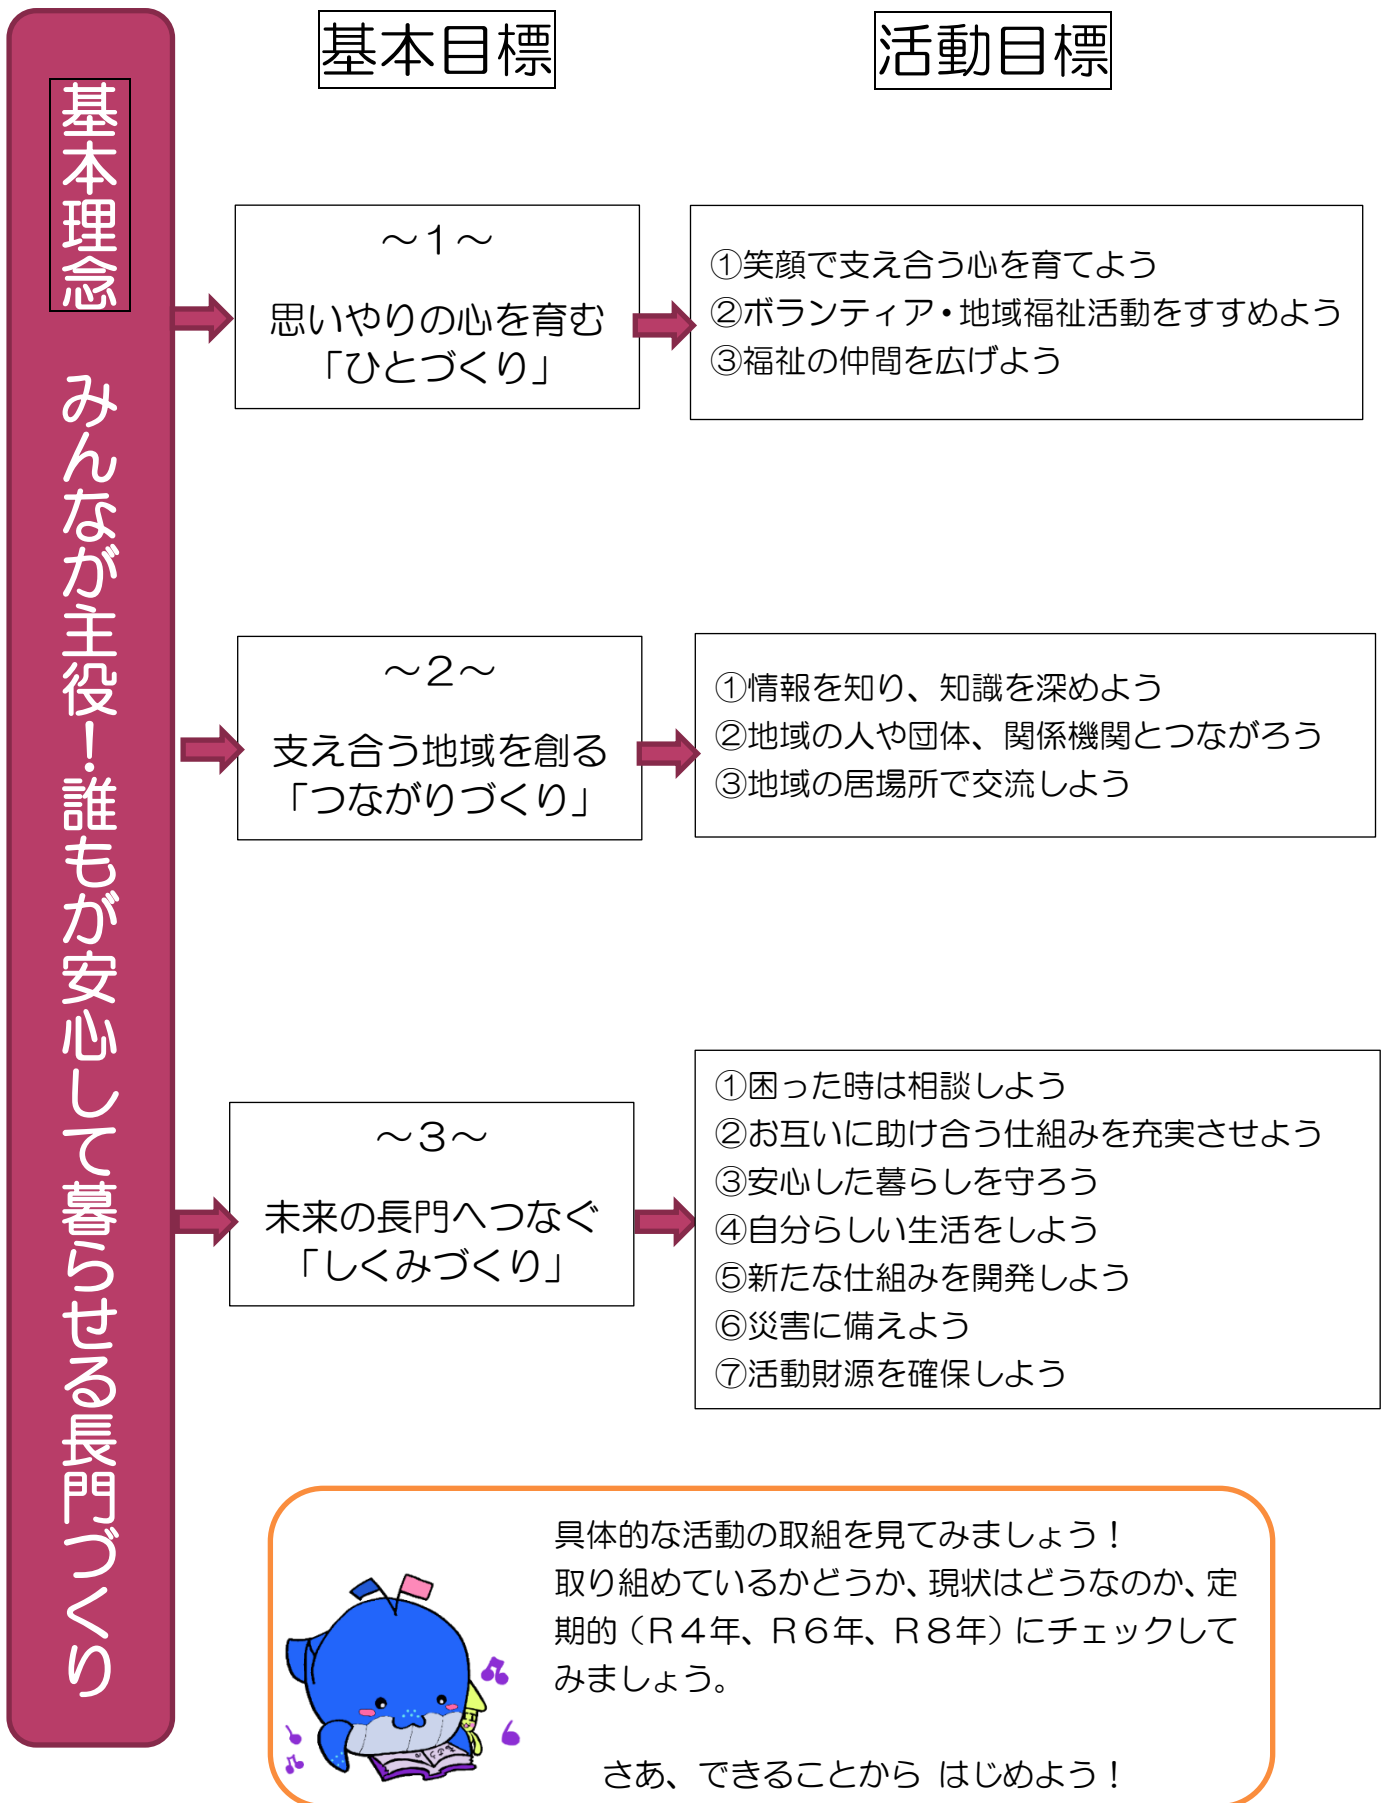 基本理念 みんなが主役！誰もが安心して暮らせる長門づくり
基本目標
活動目標
～１～
思いやりの心を育む
「ひとづくり」
①笑顔で支え合う心を育てよう
②ボランティア・地域福祉活動をすすめよう
③福祉の仲間を広げよう
～２～
支え合う地域を創る
「つながりづくり」
①情報を知り、知識を深めよう
②地域の人や団体、関係機関とつながろう
③地域の居場所で交流しよう
～３～
未来の長門へつなぐ
「しくみづくり」
①困った時は相談しよう
②お互いに助け合う仕組みを充実させよう
③安心した暮らしを守ろう
④自分らしい生活をしよう
⑤新たな仕組みを開発しよう
⑥災害に備えよう
⑦活動財源を確保しよう
具体的な活動の取組を見てみましょう！
取り組めているかどうか、現状はどうなのか、定
期的（Ｒ４年、Ｒ６年、Ｒ８年）にチェックして
みましょう。
さあ、できることから はじめよう！